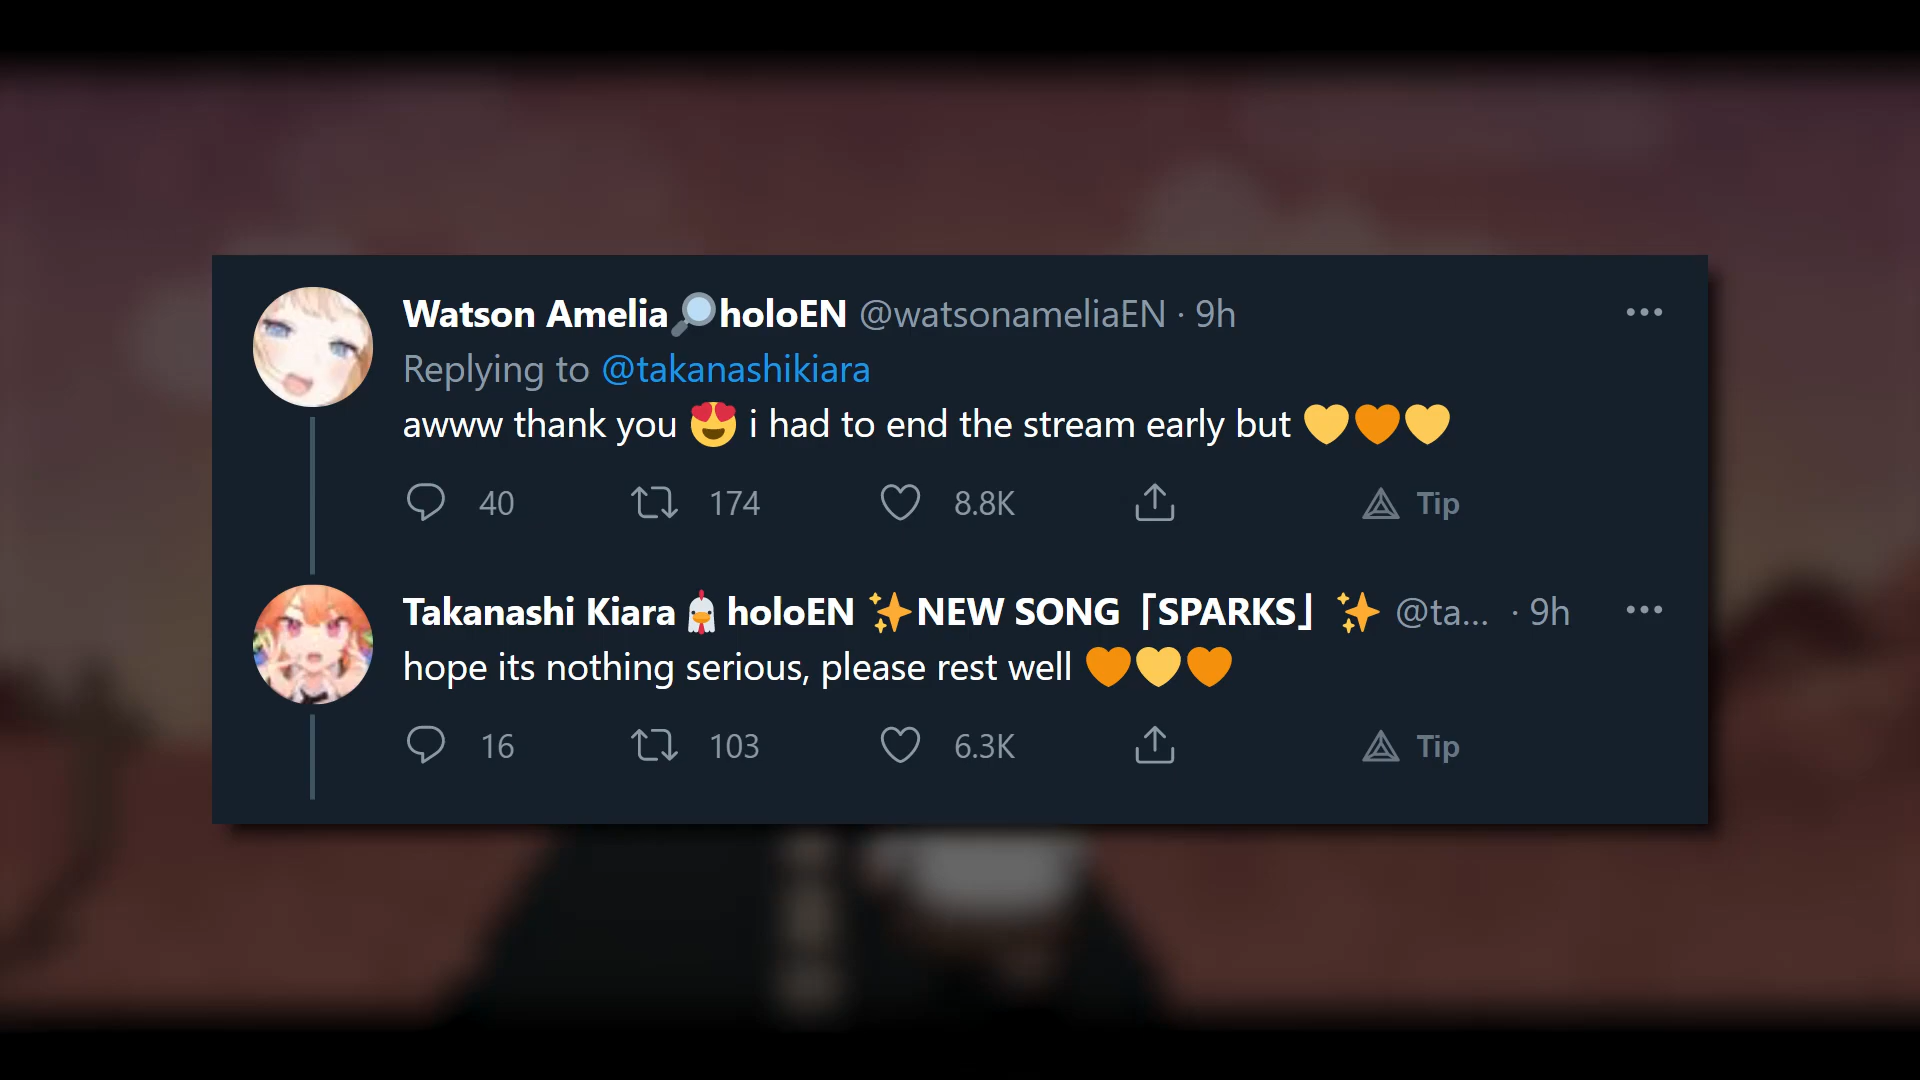 Watson Amelia🔎holoEN @watsonameliaEN · 9h
Replying to @takanashikiara
awww thank you 😍 i had to end the stream early but 💛🧡💛
40 174 8.8K Tip
Takanashi Kiara🐔holoEN ✨NEW SONG「SPARKS」✨ @ta... · 9h
hope its nothing serious, please rest well 🧡💛🧡
16 103 6.3K Tip